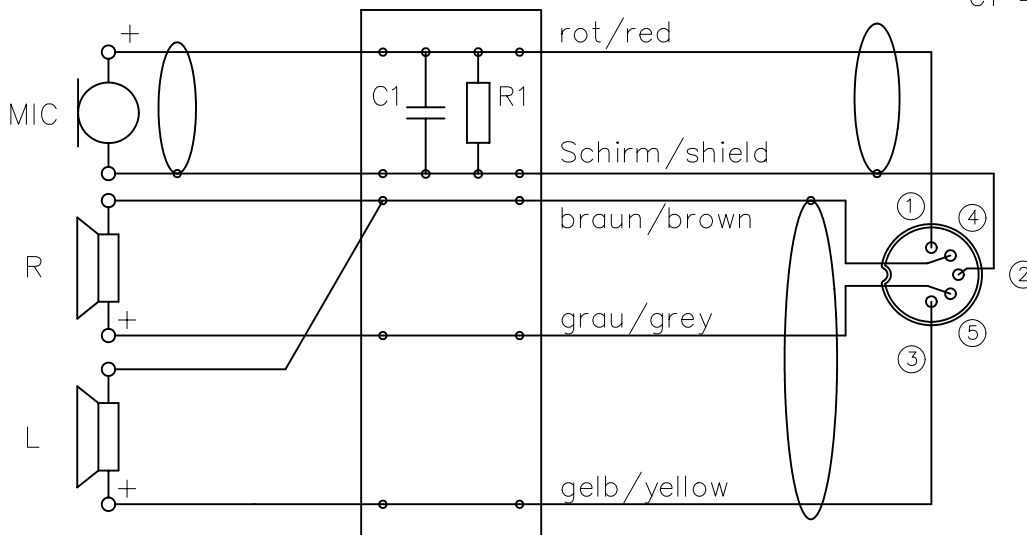 rot/red
+
MIC
C1
R1
Schirm/shield
braun/brown
R
+
grau/grey
L
+
gelb/yellow
1
4
2
5
3